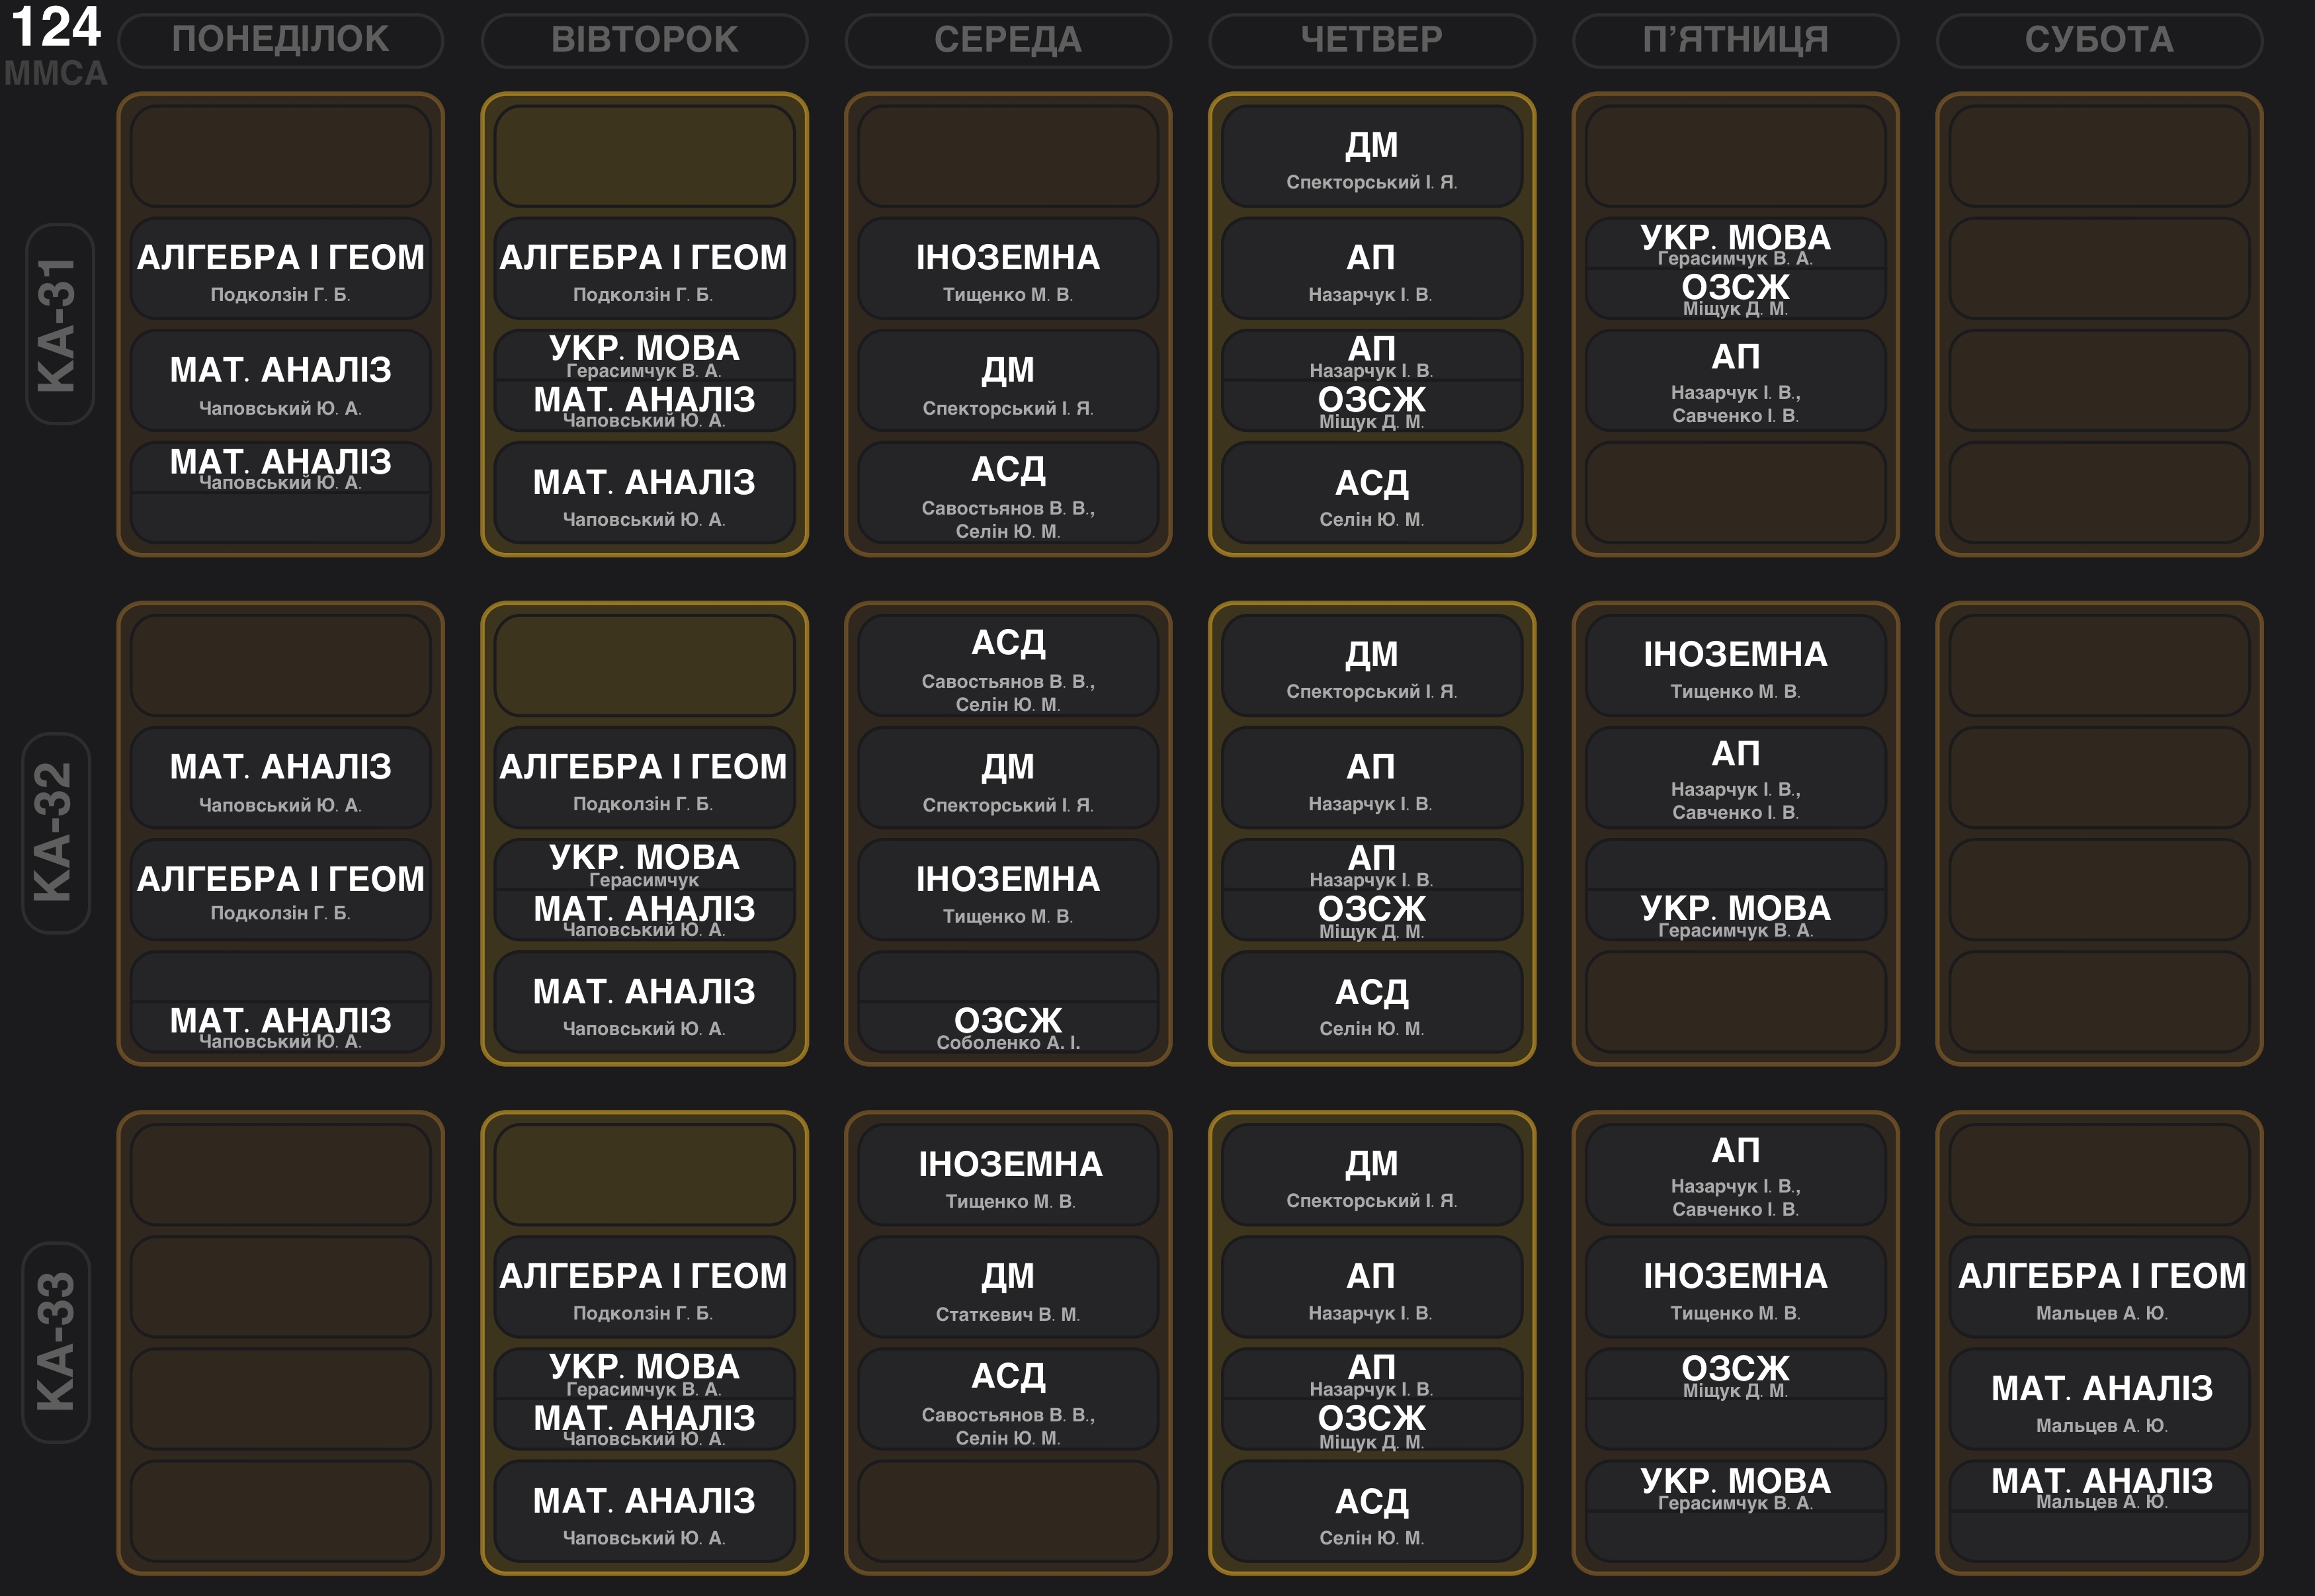 124
ММСА
ПОНЕДІЛОК
ВІВТОРОК
СЕРЕДА
ЧЕТВЕР
П’ЯТНИЦЯ
СУБОТА
КА-31
АЛГЕБРА І ГЕОМ
Подколзін Г. Б.
МАТ. АНАЛІЗ
Чаповський Ю. А.
МАТ. АНАЛІЗ
Чаповський Ю. А.
АЛГЕБРА І ГЕОМ
Подколзін Г. Б.
УКР. МОВА
Герасимчук В. А.
МАТ. АНАЛІЗ
Чаповський Ю. А.
МАТ. АНАЛІЗ
Чаповський Ю. А.
ІНОЗЕМНА
Тищенко М. В.
ДМ
Спекторський І. Я.
АСД
Савостьянов В. В.,
Селін Ю. М.
ДМ
Спекторський І. Я.
АП
Назарчук І. В.
АП
Назарчук І. В.
ОЗСЖ
Міщук Д. М.
АСД
Селін Ю. М.
УКР. МОВА
Герасимчук В. А.
ОЗСЖ
Міщук Д. М.
АП
Назарчук І. В.,
Савченко І. В.
КА-32
МАТ. АНАЛІЗ
Чаповський Ю. А.
АЛГЕБРА І ГЕОМ
Подколзін Г. Б.
МАТ. АНАЛІЗ
Чаповський Ю. А.
АЛГЕБРА І ГЕОМ
Подколзін Г. Б.
УКР. МОВА
Герасимчук
МАТ. АНАЛІЗ
Чаповський Ю. А.
МАТ. АНАЛІЗ
Чаповський Ю. А.
АСД
Савостьянов В. В.,
Селін Ю. М.
ДМ
Спекторський І. Я.
ІНОЗЕМНА
Тищенко М. В.
ОЗСЖ
Соболенко А. І.
ДМ
Спекторський І. Я.
АП
Назарчук І. В.
АП
Назарчук І. В.
ОЗСЖ
Міщук Д. М.
АСД
Селін Ю. М.
ІНОЗЕМНА
Тищенко М. В.
АП
Назарчук І. В.,
Савченко І. В.
УКР. МОВА
Герасимчук В. А.
КА-33
АЛГЕБРА І ГЕОМ
Подколзін Г. Б.
УКР. МОВА
Герасимчук В. А.
МАТ. АНАЛІЗ
Чаповський Ю. А.
МАТ. АНАЛІЗ
Чаповський Ю. А.
ІНОЗЕМНА
Тищенко М. В.
ДМ
Статкевич В. М.
АСД
Савостьянов В. В.,
Селін Ю. М.
ДМ
Спекторський І. Я.
АП
Назарчук І. В.
АП
Назарчук І. В.
ОЗСЖ
Міщук Д. М.
АСД
Селін Ю. М.
АП
Назарчук І. В.,
Савченко І. В.
ІНОЗЕМНА
Тищенко М. В.
ОЗСЖ
Міщук Д. М.
УКР. МОВА
Герасимчук В. А.
АЛГЕБРА І ГЕОМ
Мальцев А. Ю.
МАТ. АНАЛІЗ
Мальцев А. Ю.
МАТ. АНАЛІЗ
Мальцев А. Ю.